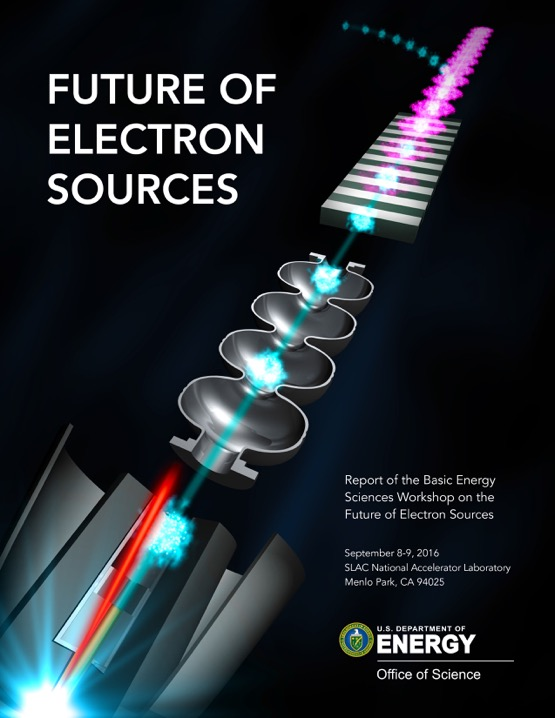 FUTURE OF
ELECTRON
SOURCES
Report of the Basic Energy
Sciences Workshop on the
Future of Electron Sources
September 8-9, 2016
SLAC National Accelerator Laboratory
Menlo Park, CA 94025
U.S. DEPARTMENT OF
ENERGY
Office of Science